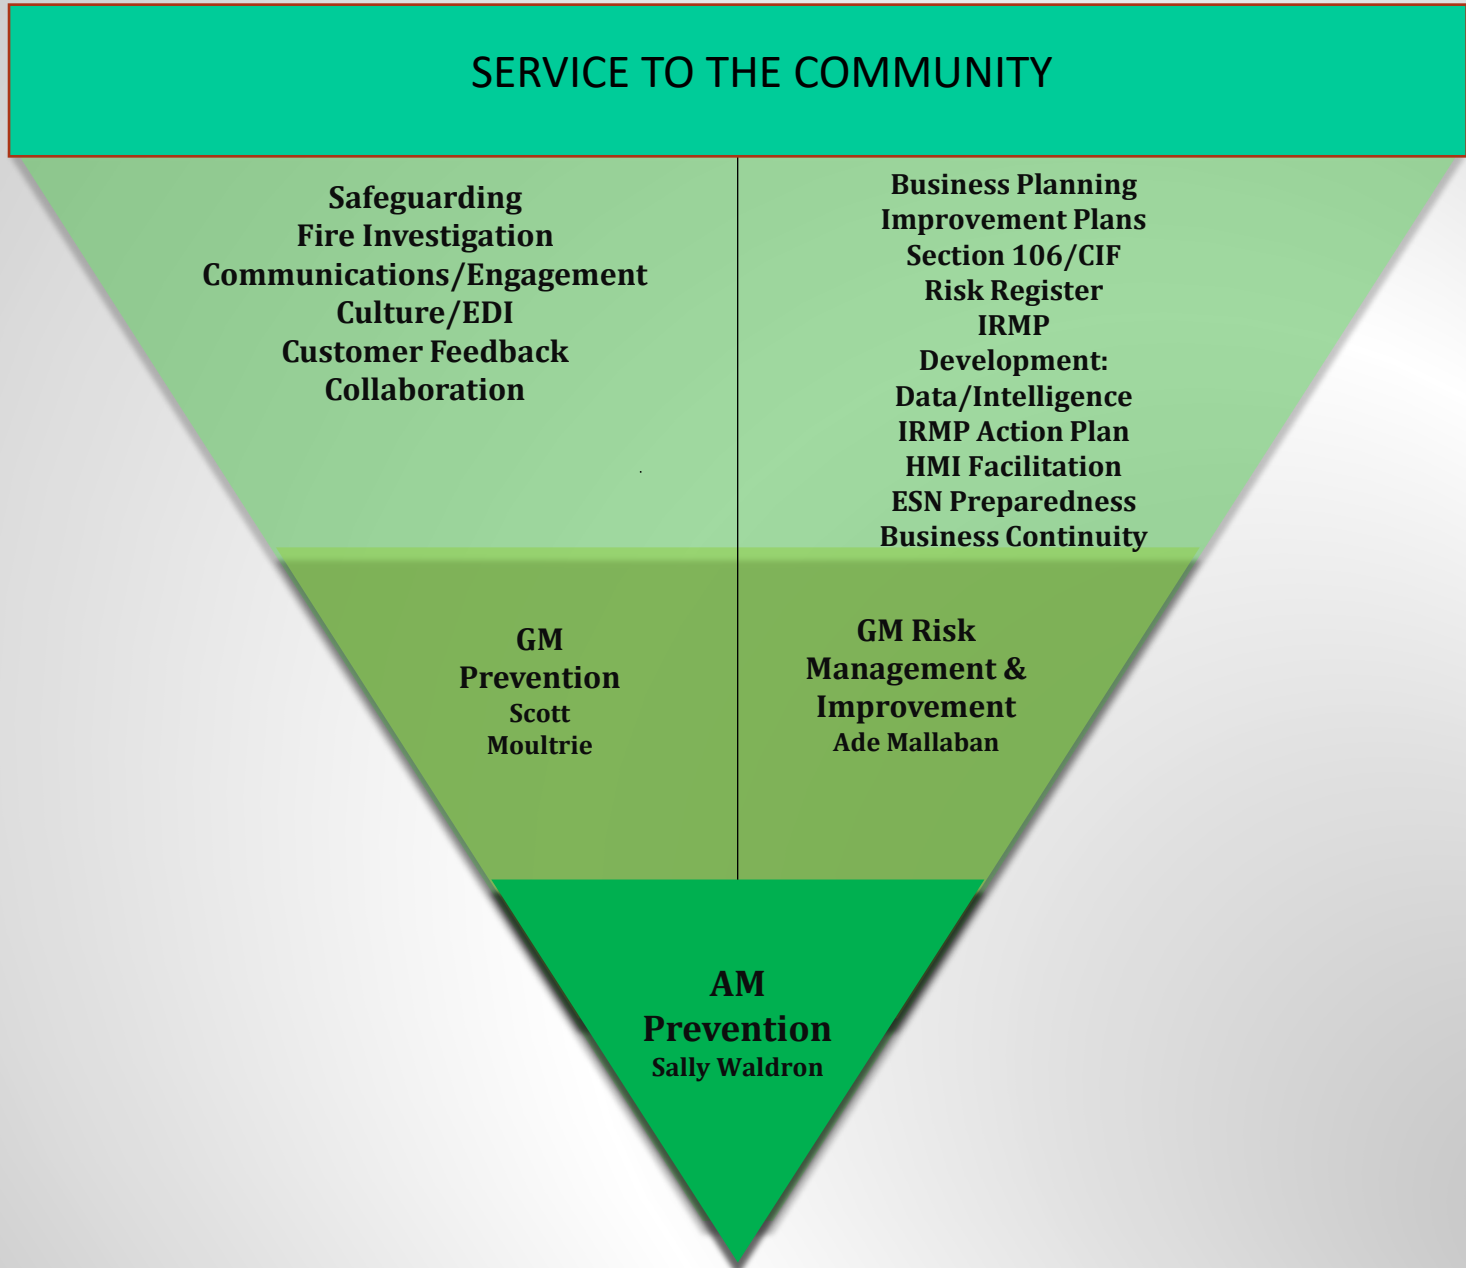 SERVICE TO THE COMMUNITY
Safeguarding
Fire Investigation
Communications/Engagement
Culture/EDI
Customer Feedback
Collaboration
.
Business Planning
Improvement Plans
Section 106/CIF
Risk Register
IRMP
Development:
Data/Intelligence
IRMP Action Plan
HMI Facilitation
ESN Preparedness
Business Continuity
GM
Prevention
Scott
Moultrie
GM Risk
Management &
Improvement
Ade Mallaban
AM
Prevention
Sally Waldron